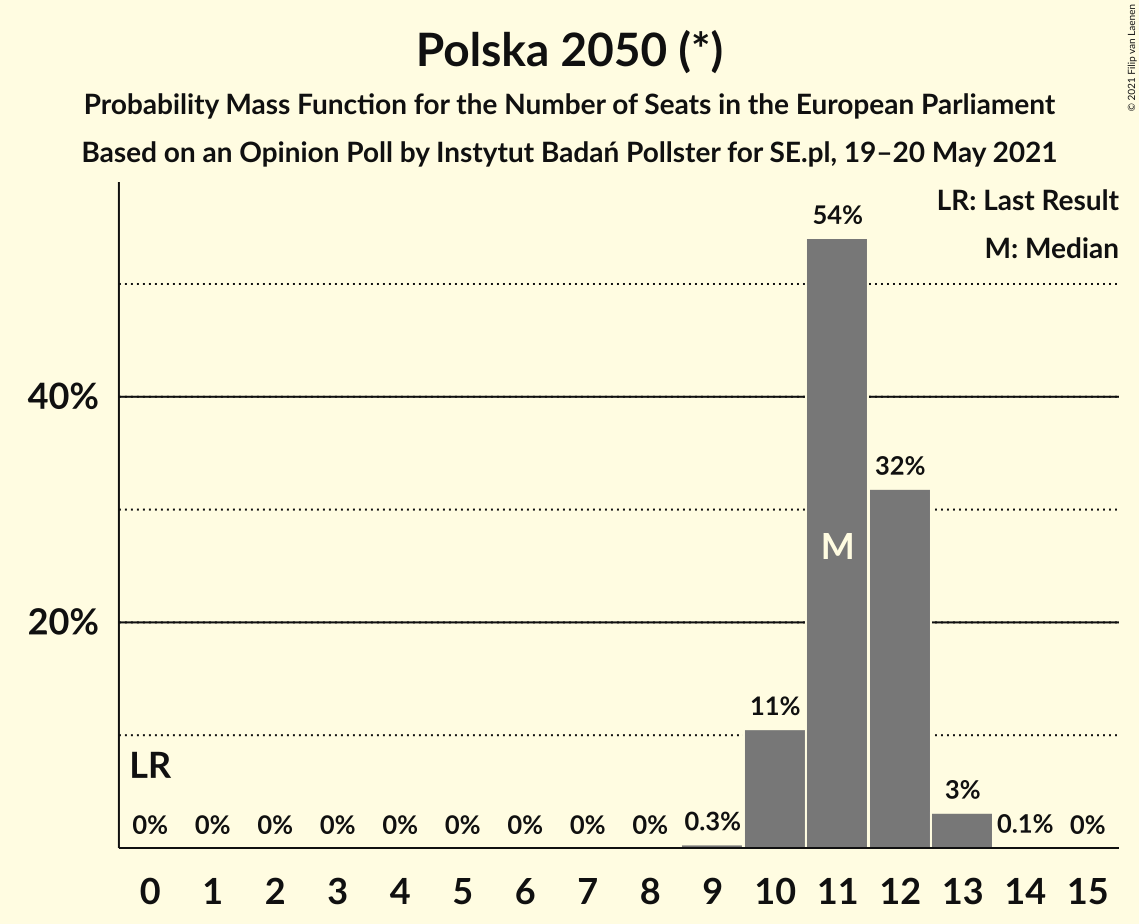 Polska 2050 (*)
Probability Mass Function for the Number of Seats in the European Parliament
Based on an Opinion Poll by Instytut Badań Pollster for SE.pl, 19–20 May 2021
© 2021 Filip van Laenen
LR: Last Result
M: Median
54%
40%
32%
M
20%
11%
LR
3%
0% 0% 0% 0% 0% 0% 0% 0% 0% 0.3% 0.1% 0%
0 1 2 3 4 5 6 7 8 9 10 11 12 13 14 15